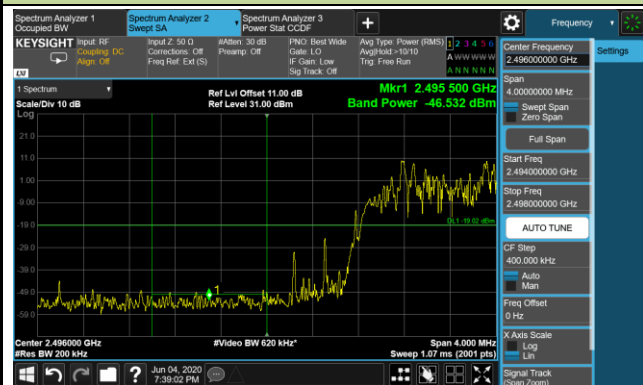 Spectrum Analyzer 1
Occupied BW
Spectrum Analyzer 2
Swept SA
Spectrum Analyzer 3
Power Stat CCDF
+
Frequency
KEYSIGHT
Input: RF
Coupling: DC
Align: Off
Input Z: 50 Ω
Corrections: Off
Freq Ref: Ext (S)
#Atten: 30 dB
Preamp: Off
PNO: Best Wide
Gate: LO
IF Gain: Low
Sig Track: Off
Avg Type: Power (RMS)
Avg|Hold:>10/10
Trig: Free Run
1 2 3 4 5 6
A W W W W W
A N N N N N
LXI
1 Spectrum
Scale/Div 10 dB
Log
Ref Lvl Offset 11.00 dB
Ref Level 31.00 dBm
Mkr1 2.495 500 GHz
Band Power -46.532 dBm
21.0
11.0
1.00
-9.00
-19.0
-29.0
-39.0
-49.0
-59.0
DL1 -19.02 dBm
1
Center 2.496000 GHz
#Res BW 200 kHz
#Video BW 620 kHz*
Span 4.000 MHz
Sweep 1.07 ms (2001 pts)
Center Frequency
2.496000000 GHz
Settings
Span
4.00000000 MHz
Swept Span
Zero Span
Full Span
Start Freq
2.494000000 GHz
Stop Freq
2.498000000 GHz
AUTO TUNE
CF Step
400.000 kHz
Auto
Man
Freq Offset
0 Hz
X Axis Scale
Log
Lin
Signal Track
(Span Zoom)
?
Jun 04, 2020
7:39:02 PM